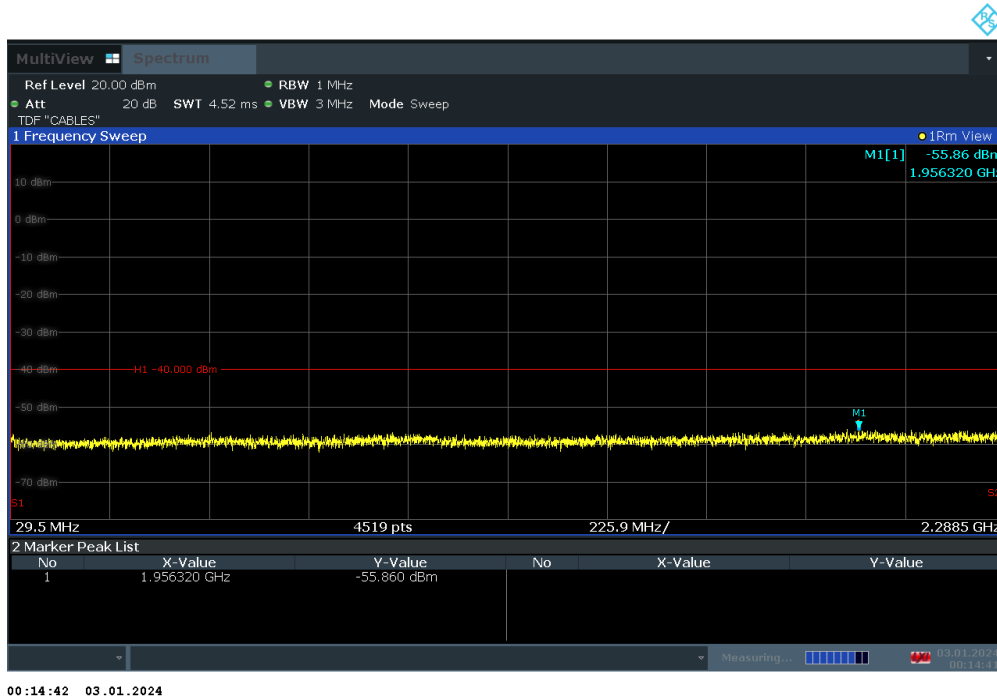 R&S
MultiView Spectrum
Ref Level 20.00 dBm RBW 1 MHz
Att 20 dB SWT 4.52 ms VBW 3 MHz Mode Sweep
TDF "CABLES"
1 Frequency Sweep 1Rm View
M1[1] -55.86 dBm
1.956320 GHz
10 dBm
0 dBm
-10 dBm
-20 dBm
-30 dBm
-40 dBm H1 -40.000 dBm
-50 dBm
M1
-70 dBm
S1
29.5 MHz 4519 pts 225.9 MHz/ 2.2885 GHz
2 Marker Peak List
No X-Value Y-Value No X-Value Y-Value
1 1.956320 GHz -55.860 dBm
Measuring... 03.01.2024
00:14:41
00:14:42 03.01.2024